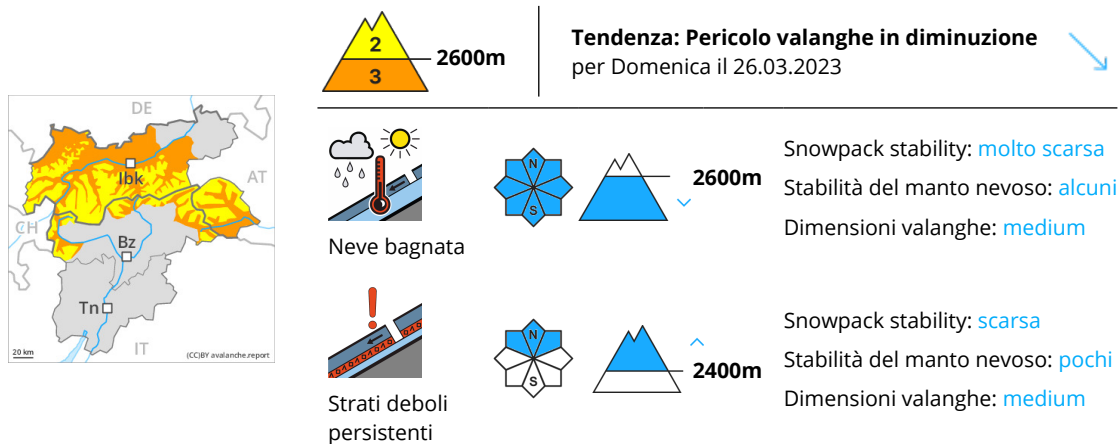 2
3
2600m
Tendenza: Pericolo valanghe in diminuzione
per Domenica il 26.03.2023
DE
Ibk
AT
CH
Bz
Tn
IT
20 km
(CC)BY avalanche.report
Neve bagnata
N
S
2600m
Snowpack stability: molto scarsa
Stabilità del manto nevoso: alcuni
Dimensioni valanghe: medium
Strati deboli
persistenti
N
S
2400m
Snowpack stability: scarsa
Stabilità del manto nevoso: pochi
Dimensioni valanghe: medium